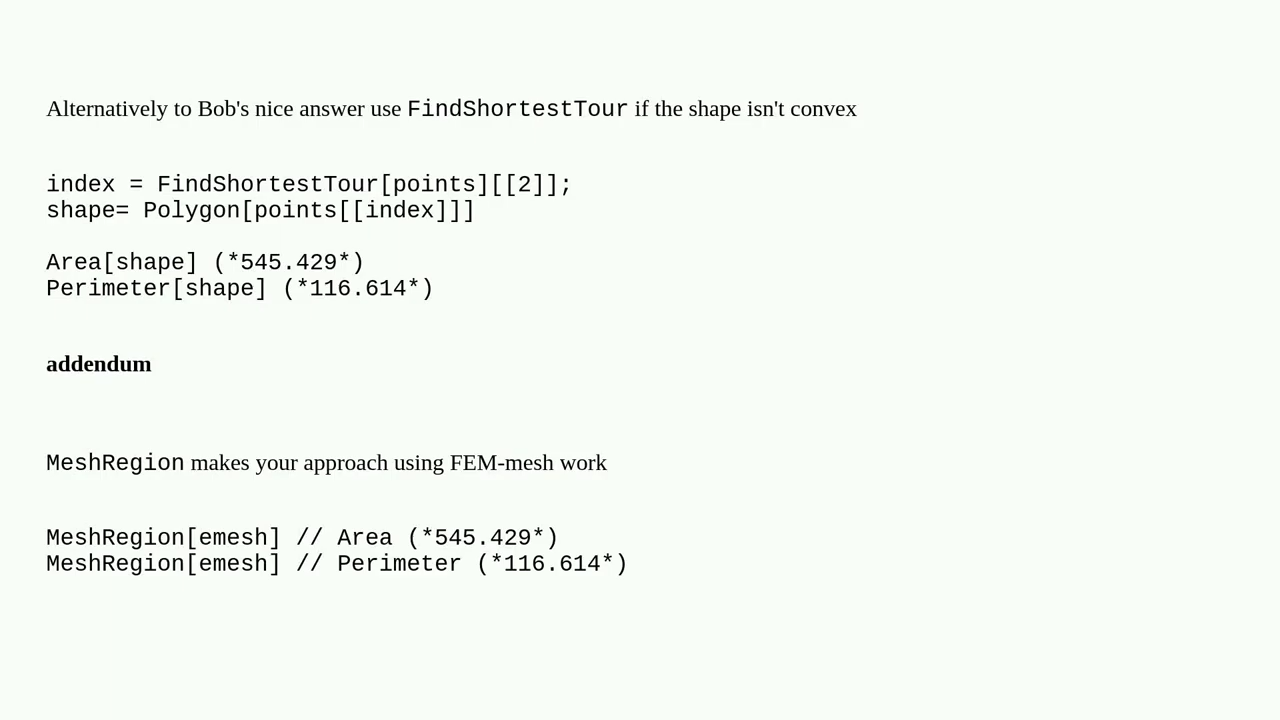 Alternatively to Bob's nice answer use FindShortestTour if the shape isn't convex
index = FindShortestTour[points][[2]];
shape= Polygon[points[[index]]]
Area[shape] (*545.429*)
Perimeter[shape] (*116.614*)
addendum
MeshRegion makes your approach using FEM-mesh work
MeshRegion[emesh] // Area (*545.429*)
MeshRegion[emesh] // Perimeter (*116.614*)